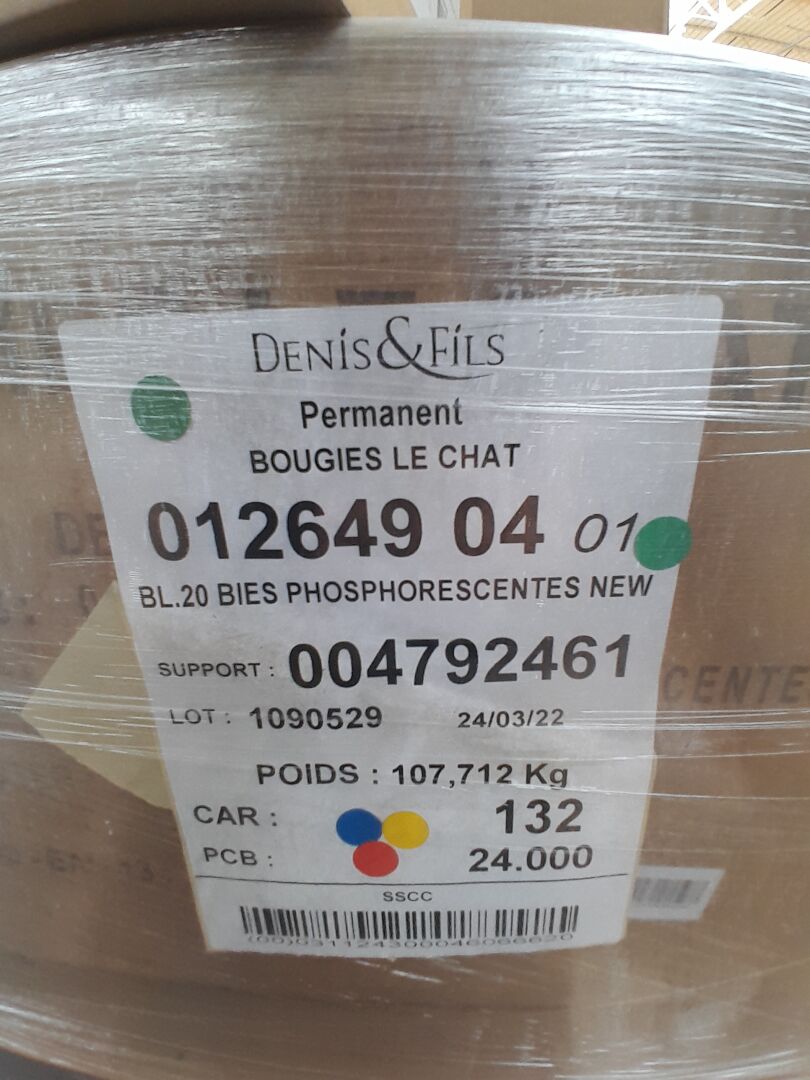 DENIS&FILS
Permanent
BOUGIES LE CHAT
012649 04 01
BL.20 BIES PHOSPHORESCENTES NEW
SUPPORT : 004792461
LOT : 1090529 24/03/22
POIDS : 107,712 Kg
CAR : 132
PCB : 24.000
SSCC
CENTE